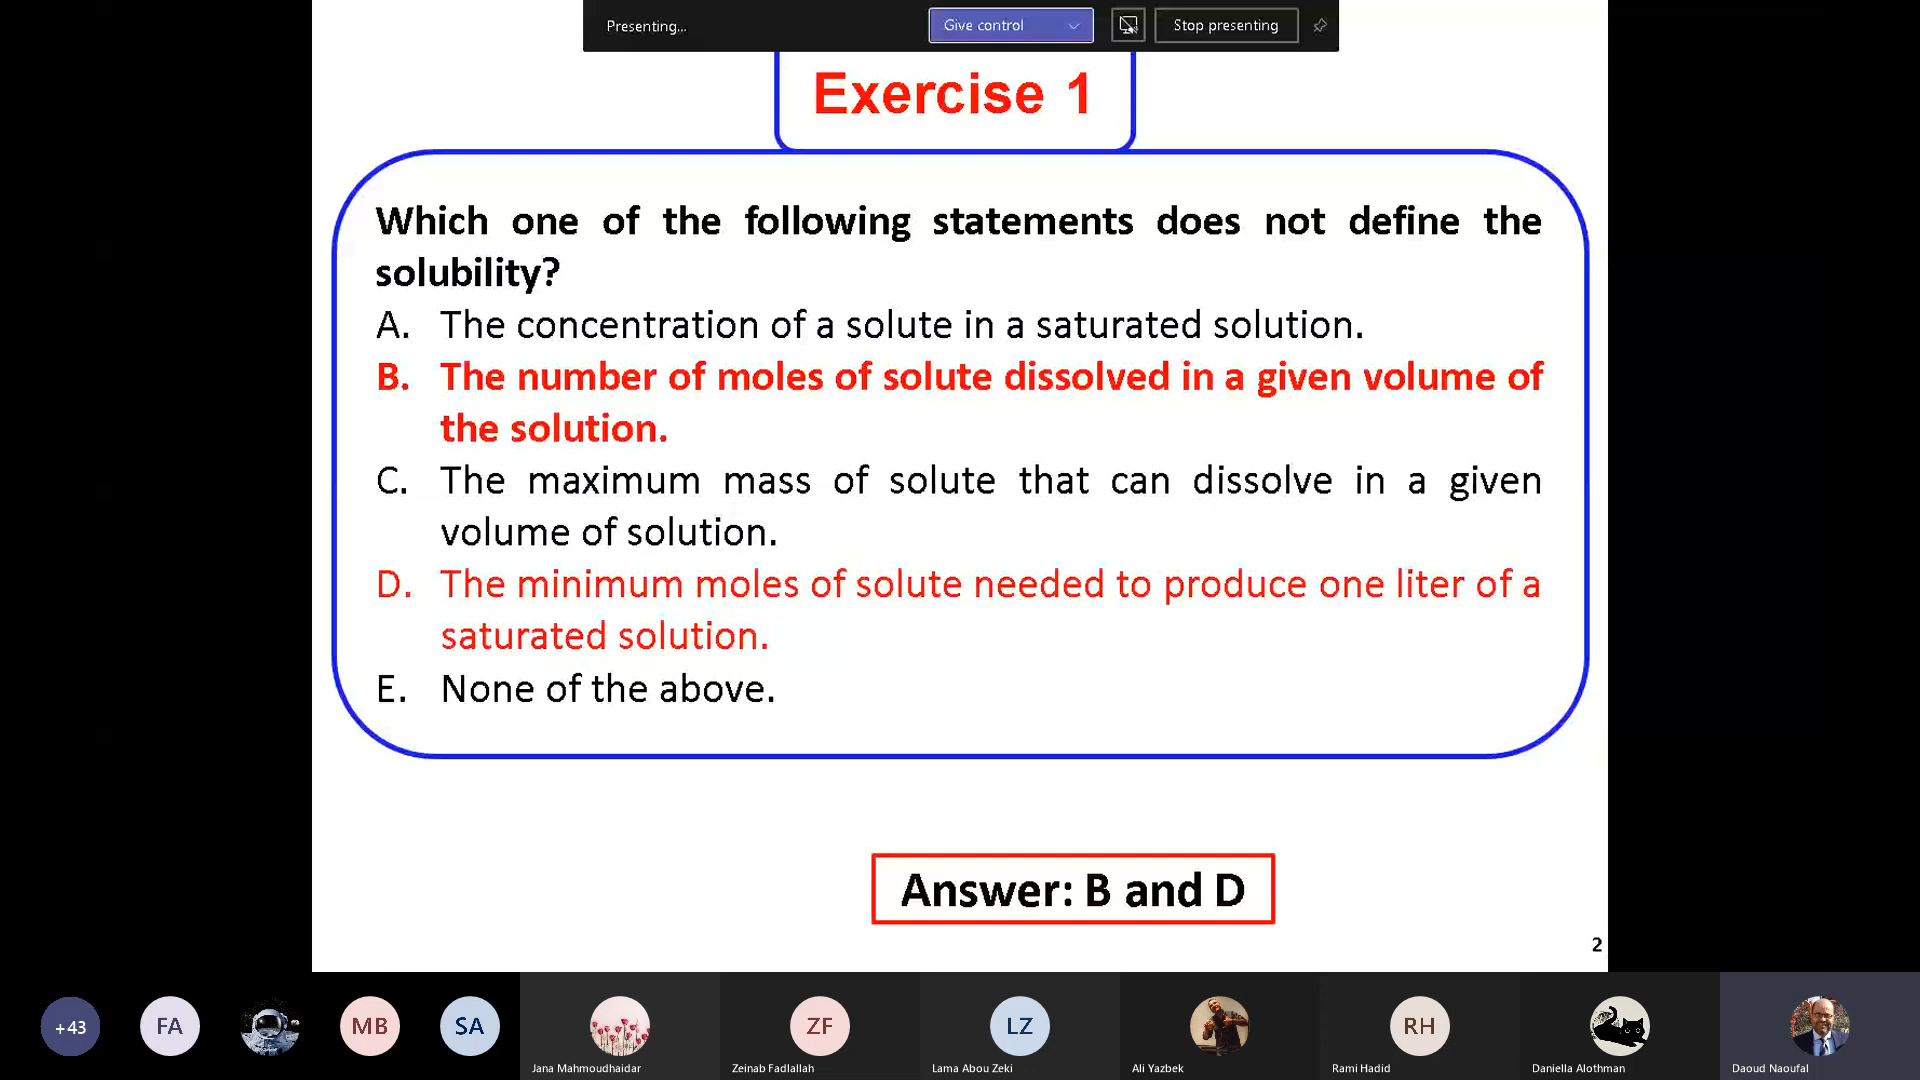 Presenting...
Give control
Stop presenting
Exercise 1
Which one of the following statements does not define the
solubility?
A. The concentration of a solute in a saturated solution.
B. The number of moles of solute dissolved in a given volume of
the solution.
C. The maximum mass of solute that can dissolve in a given
volume of solution.
D. The minimum moles of solute needed to produce one liter of a
saturated solution.
E. None of the above.
Answer: B and D
2
+43
FA
MB
SA
ZF
LZ
RH
Jana Mahmoudhaidar
Zeinab Fadlallah
Lama Abou Zeki
Ali Yazbek
Rami Hadid
Daniella Alothman
Daoud Naoufal